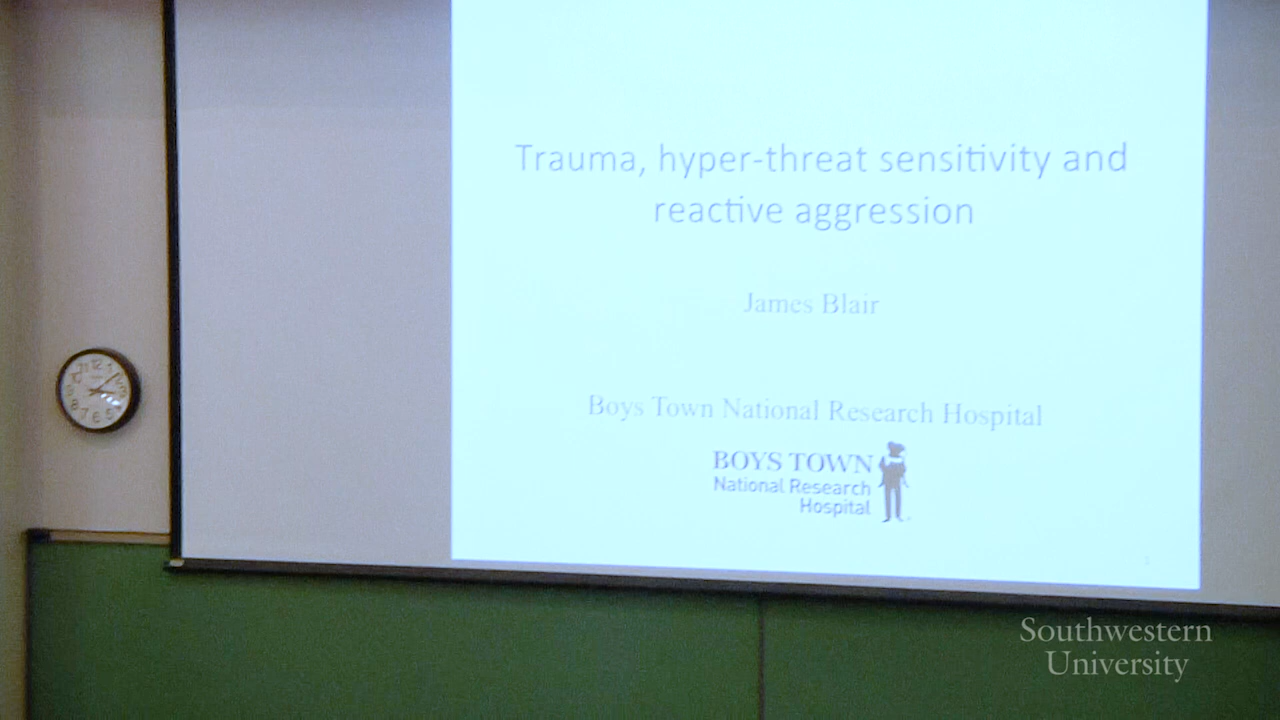 Trauma, hyper-threat sensitivity and
reactive aggression
James Blair
Boys Town National Research Hospital
BOYS TOWN
National Research
Hospital
Southwestern
University